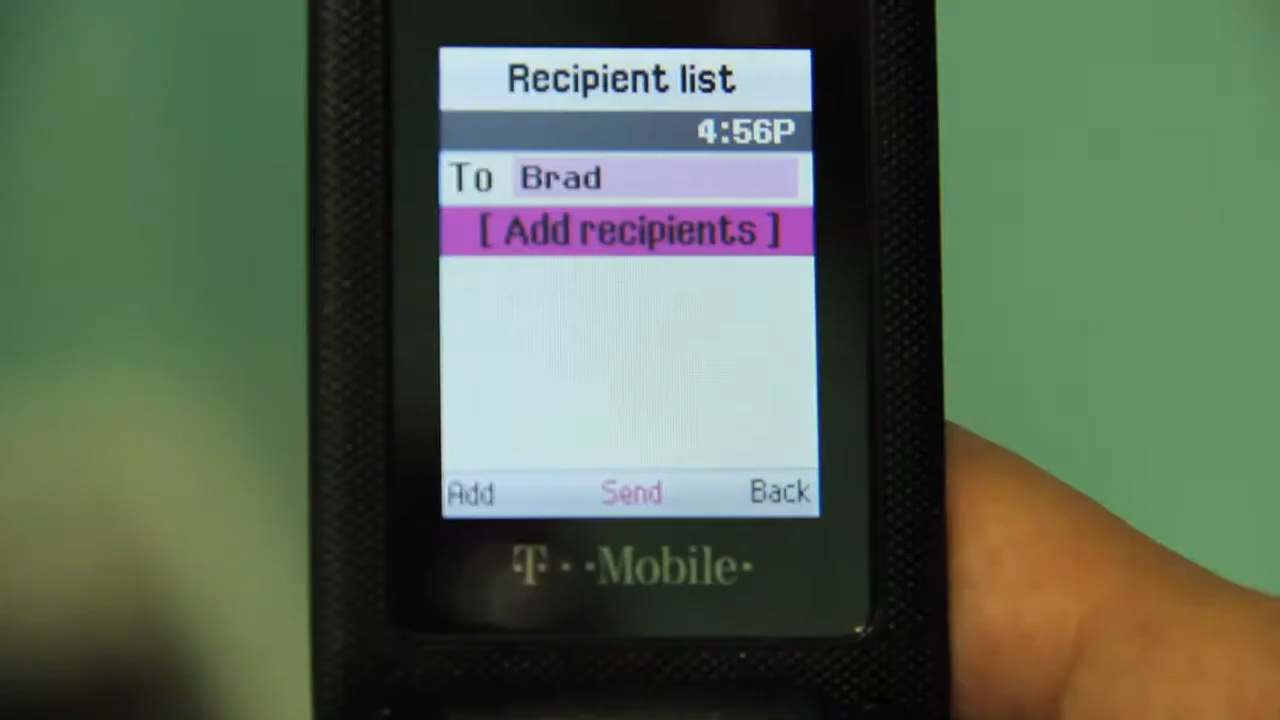 Recipient list
4:56P
To Brad
[ Add recipients ]
Add Send Back
T··Mobile·